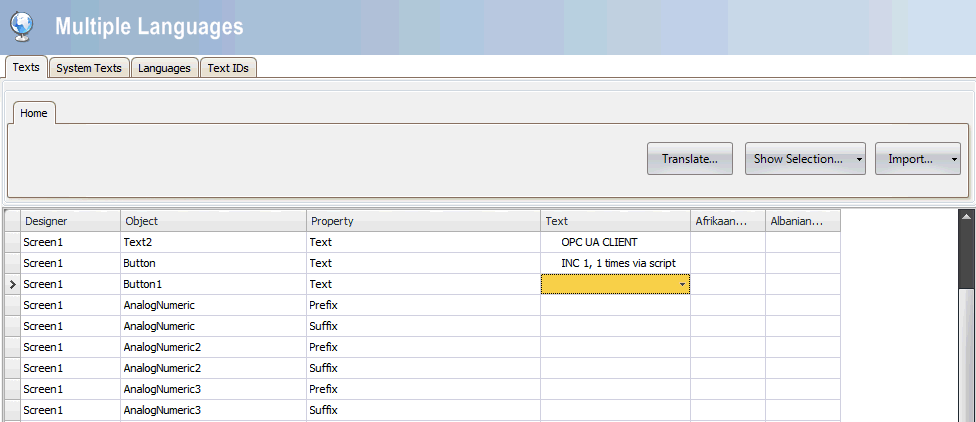 Multiple Languages
Texts System Texts Languages Text IDs
Home
Translate... Show Selection... Import...
Designer Object Property Text Afrikaan... Albanian...
Screen1 Text2 Text OPC UA CLIENT
Screen1 Button Text INC 1, 1 times via script
Screen1 Button1 Text
Screen1 AnalogNumeric Prefix
Screen1 AnalogNumeric Suffix
Screen1 AnalogNumeric2 Prefix
Screen1 AnalogNumeric2 Suffix
Screen1 AnalogNumeric3 Prefix
Screen1 AnalogNumeric3 Suffix